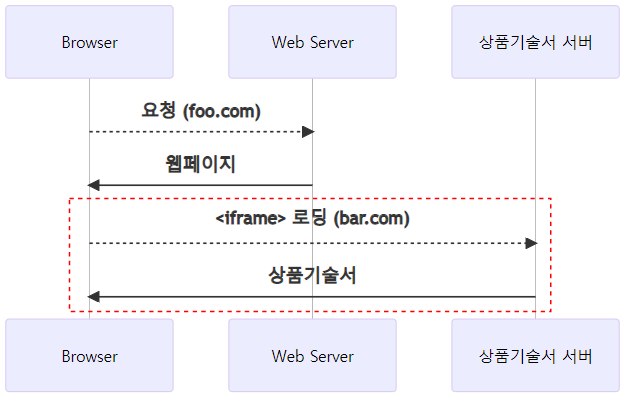 Browser
Web Server
상품기술서 서버
요청 (foo.com)
웹페이지
<iframe> 로딩 (bar.com)
상품기술서
Browser
Web Server
상품기술서 서버